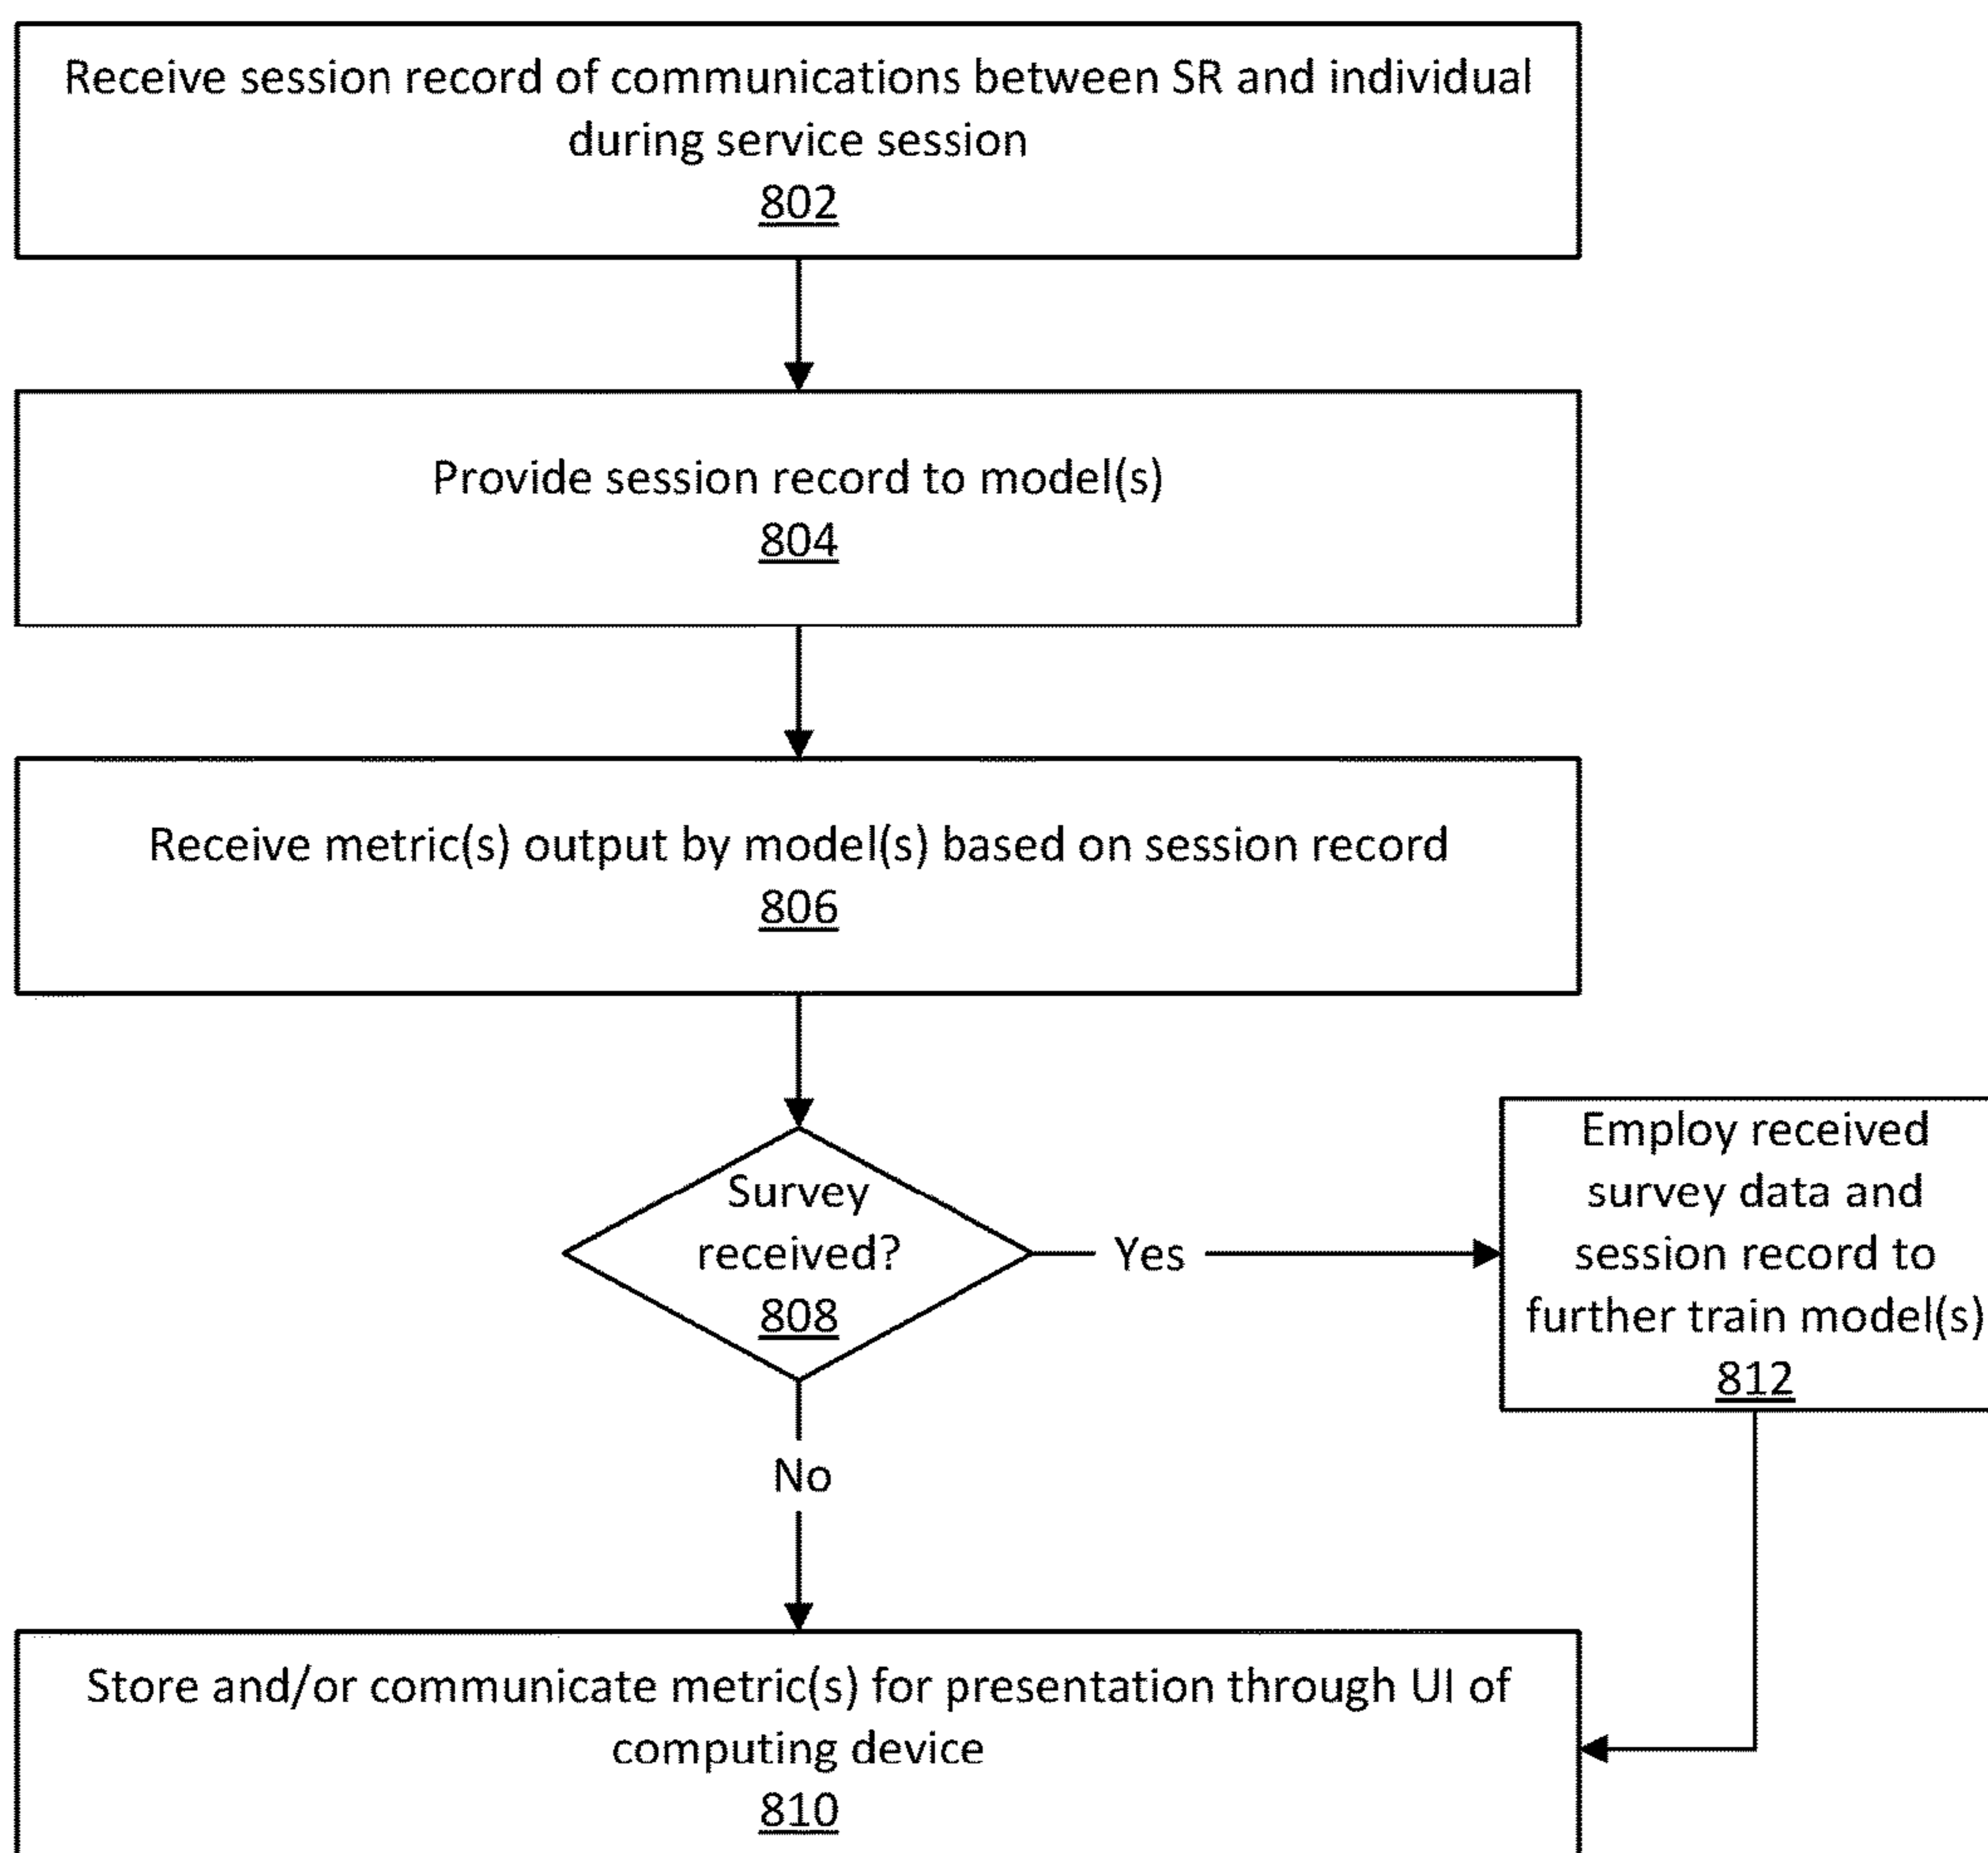 Receive session record of communications between SR and individual
during service session
802
Provide session record to model(s)
804
Receive metric(s) output by model(s) based on session record
806
Survey
received?
808
Yes
Employ received
survey data and
session record to
further train model(s)
812
No
Store and/or communicate metric(s) for presentation through UI of
computing device
810